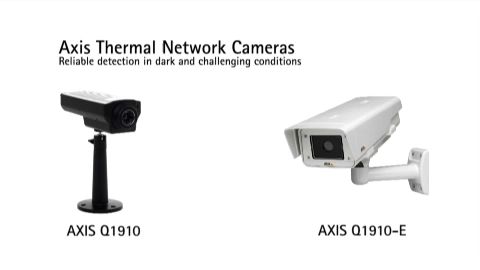 Axis Thermal Network Cameras
Reliable detection in dark and challenging conditions
AXIS Q1910
AXIS Q1910-E